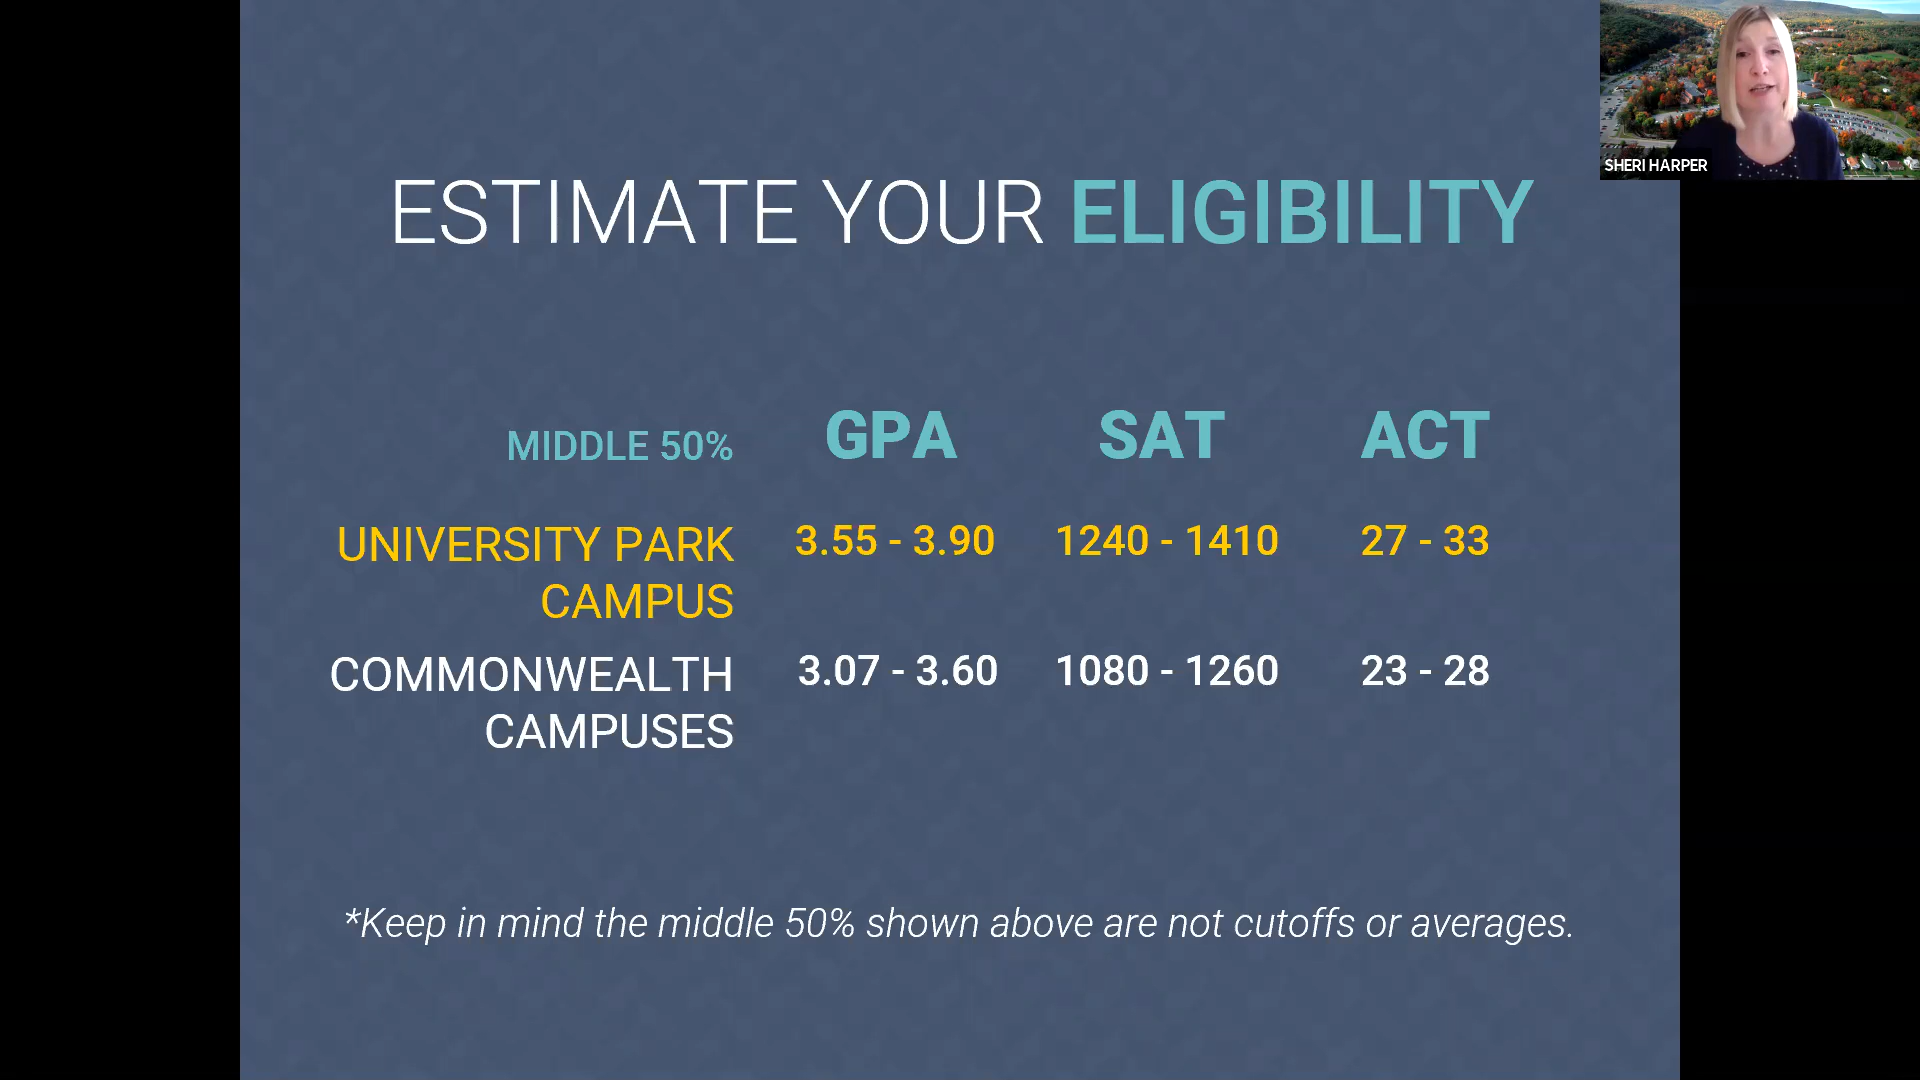 SHERI HARPER
ESTIMATE YOUR ELIGIBILITY
MIDDLE 50% GPA SAT ACT
UNIVERSITY PARK 3.55 - 3.90 1240 - 1410 27 - 33
CAMPUS
COMMONWEALTH 3.07 - 3.60 1080 - 1260 23 - 28
CAMPUSES
*Keep in mind the middle 50% shown above are not cutoffs or averages.